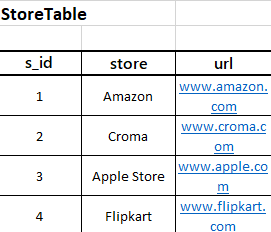 StoreTable
s_id store url
1 Amazon www.amazon.
com
2 Croma www.croma.c
om
3 Apple Store www.apple.co
m
4 Flipkart www.flipkart.
com